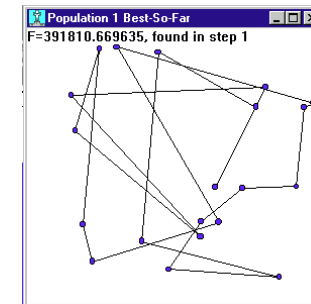 Population 1 Best-So-Far
F=391810.669635, found in step 1